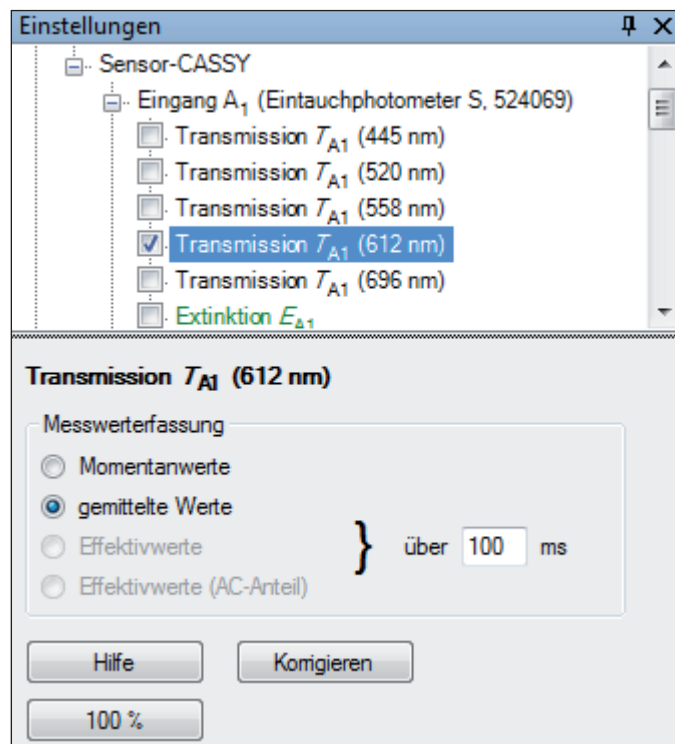 Einstellungen
Sensor-CASSY
Eingang A1 (Eintauchphotometer S, 524069)
Transmission TA1 (445 nm)
Transmission TA1 (520 nm)
Transmission TA1 (558 nm)
Transmission TA1 (612 nm)
Transmission TA1 (696 nm)
Extinktion EA1
Transmission TA1 (612 nm)
Messwerterfassung
Momentanwerte
gemittelte Werte
Effektivwerte } über 100 ms
Effektivwerte (AC-Anteil)
Hilfe Korrigieren
100 %